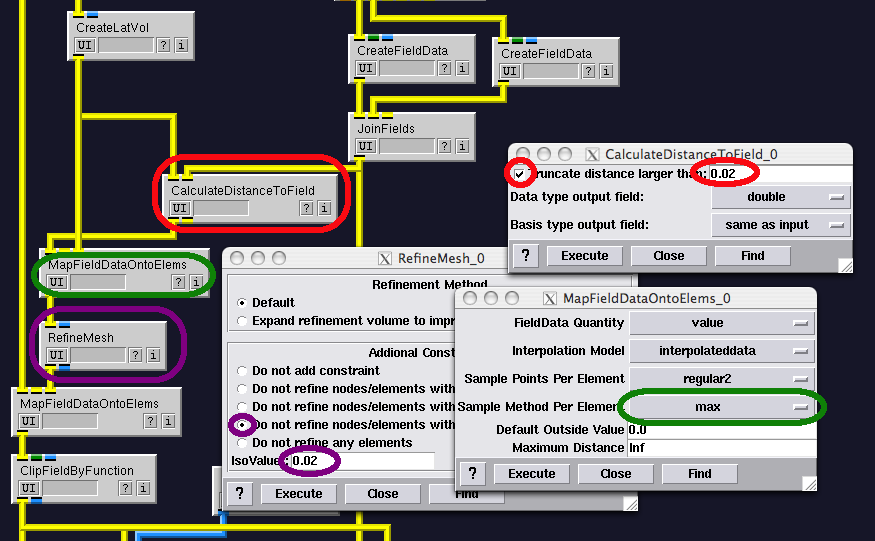 CreateLatVol
UI ? i
CreateFieldData
UI ? i
CreateFieldData
UI ? i
JoinFields
UI ? i
CalculateDistanceToField
UI ? i
MapFieldDataOntoElems
UI ? i
RefineMesh
UI ? i
MapFieldDataOntoElems
UI ? i
ClipFieldByFunction
UI ? i
CalculateDistanceToField_0
Truncate distance larger than: 0.02
Data type output field: double
Basis type output field: same as input
? Execute Close Find
RefineMesh_0
Refinement Method
Default
Expand refinement volume to impr
Addional Const
Do not add constraint
Do not refine nodes/elements with
Do not refine nodes/elements with
Do not refine nodes/elements with
Do not refine any elements
IsoValue: 0.02
? Execute Close Find
MapFieldDataOntoElems_0
FieldData Quantity value
Interpolation Model interpolateddata
Sample Points Per Element regular2
Sample Method Per Element max
Default Outside Value 0.0
Maximum Distance Inf
? Execute Close Find